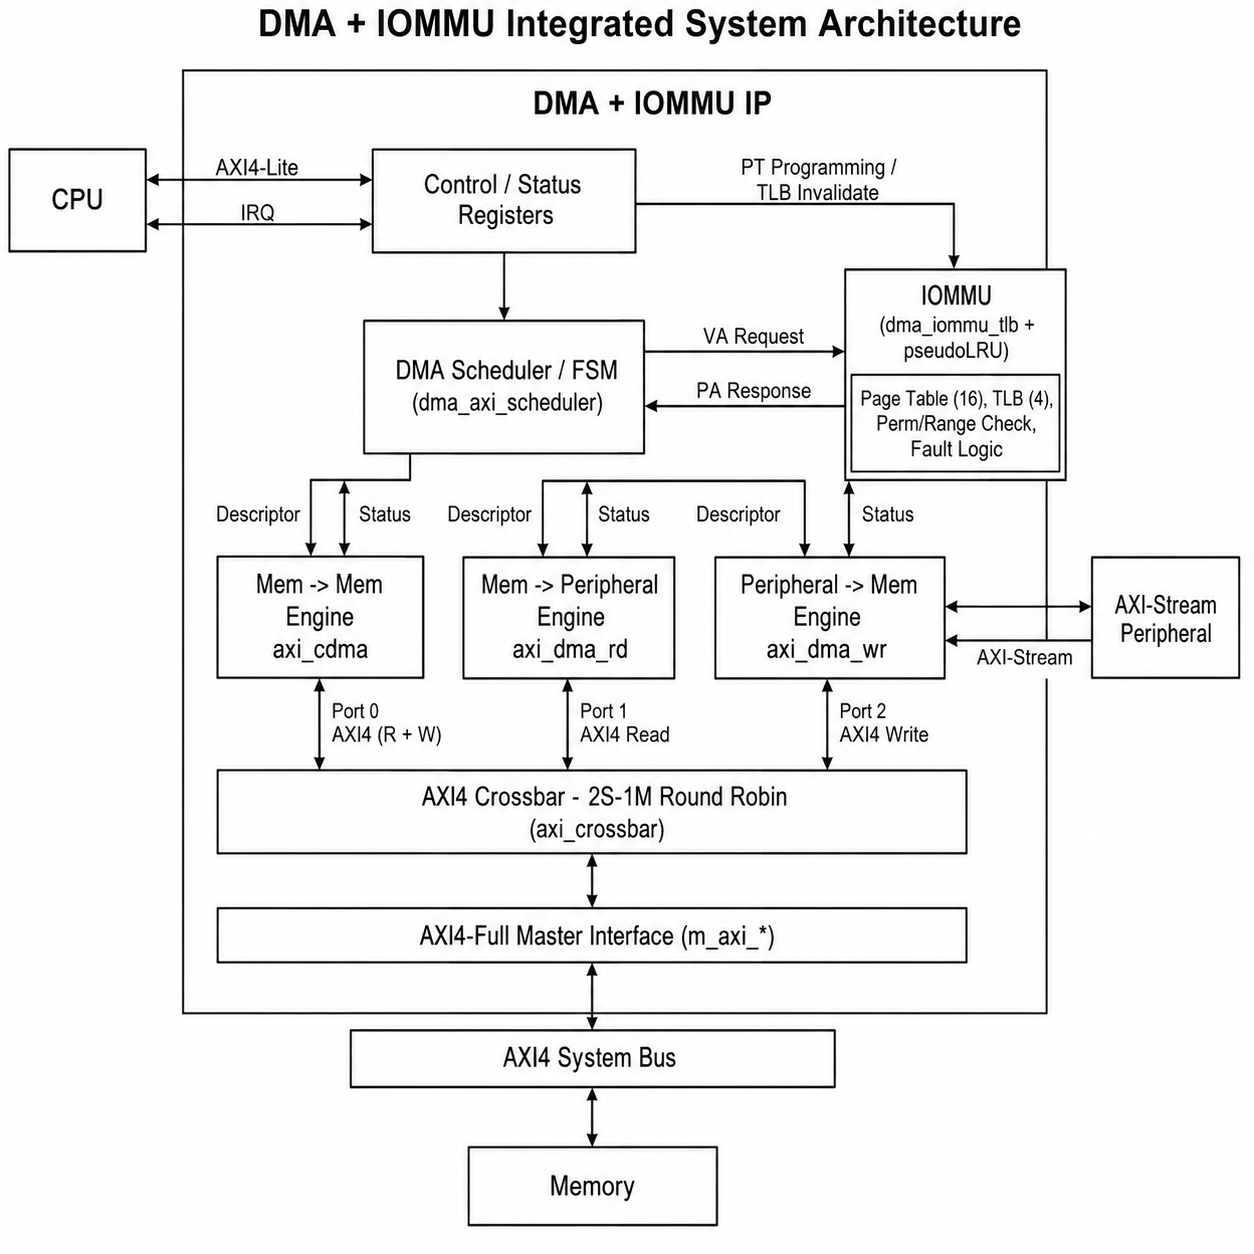 DMA + IOMMU Integrated System Architecture
DMA + IOMMU IP
CPU
AXI4-Lite
IRQ
Control / Status
Registers
PT Programming /
TLB Invalidate
IOMMU
(dma_iommu_tlb +
pseudoLRU)
Page Table (16), TLB (4),
Perm/Range Check,
Fault Logic
DMA Scheduler / FSM
(dma_axi_scheduler)
VA Request
PA Response
Descriptor
Status
Descriptor
Status
Descriptor
Status
Mem -> Mem
Engine
axi_cdma
Mem -> Peripheral
Engine
axi_dma_rd
Peripheral -> Mem
Engine
axi_dma_wr
AXI-Stream
Peripheral
AXI-Stream
Port 0
AXI4 (R + W)
Port 1
AXI4 Read
Port 2
AXI4 Write
AXI4 Crossbar - 2S-1M Round Robin
(axi_crossbar)
AXI4-Full Master Interface (m_axi_*)
AXI4 System Bus
Memory